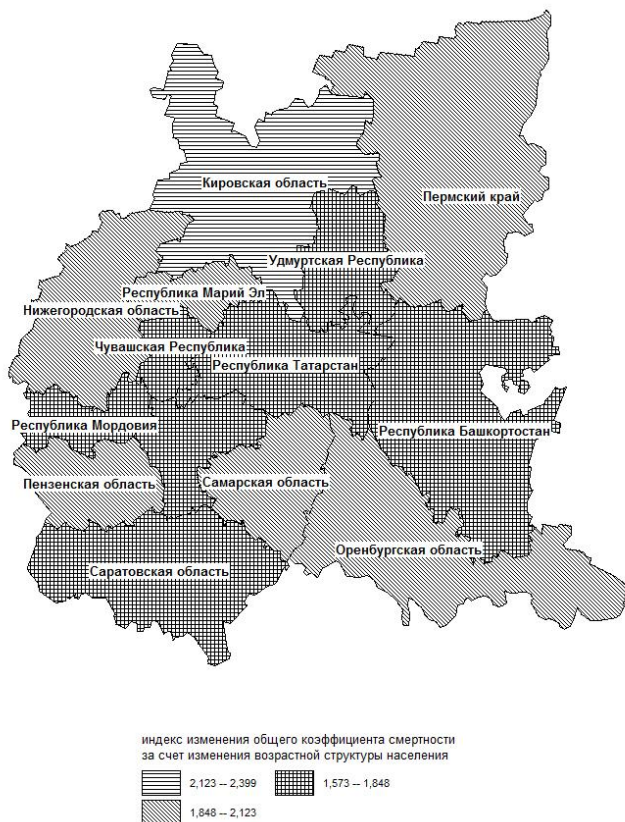 Кировская область
Пермский край
Удмуртская Республика
Республика Марий Эл
Нижегородская область
Чувашская Республика
Республика Татарстан
Республика Мордовия
Республика Башкортостан
Пензенская область
Самарская область
Оренбургская область
Саратовская область
индекс изменения общего коэффициента смертности
за счет изменения возрастной структуры населения
2,123 -- 2,399 1,573 -- 1,848
1,848 -- 2,123